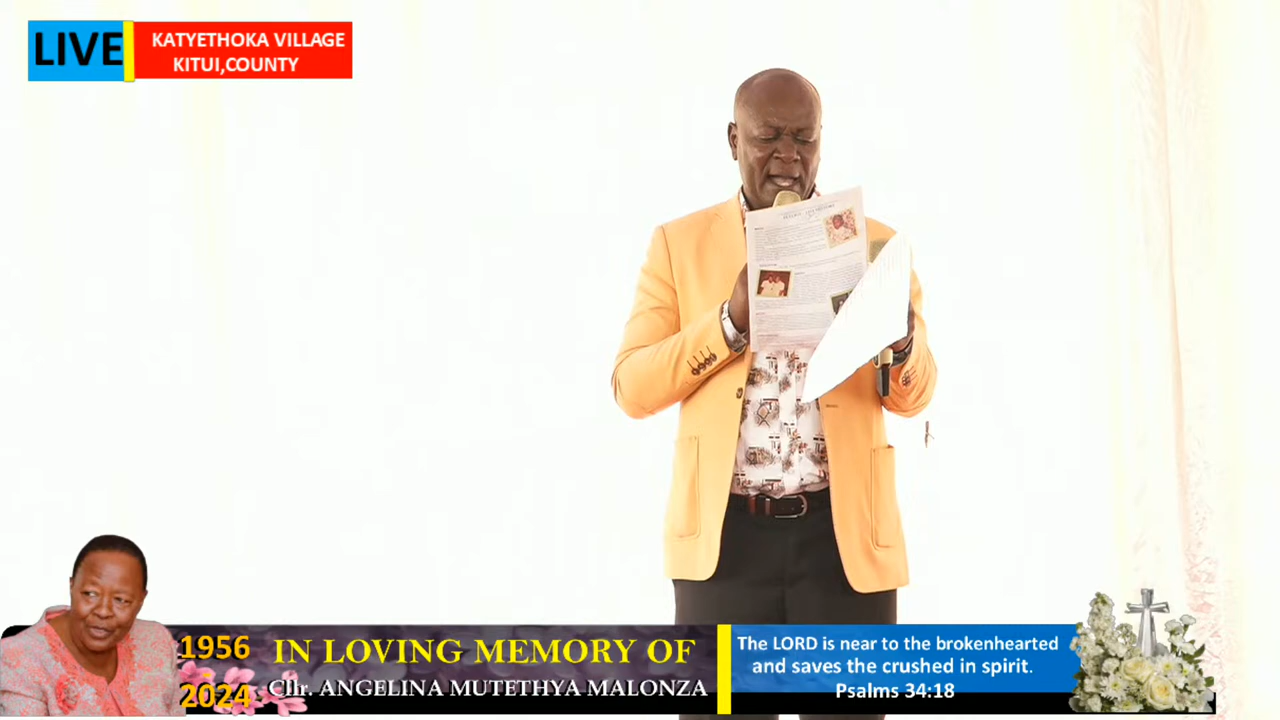 LIVE
KATYETHOKA VILLAGE
KITUI,COUNTY
1956
2024
IN LOVING MEMORY OF
Cllr. ANGELINA MUTETHYA MALONZA
The LORD is near to the brokenhearted
and saves the crushed in spirit.
Psalms 34:18